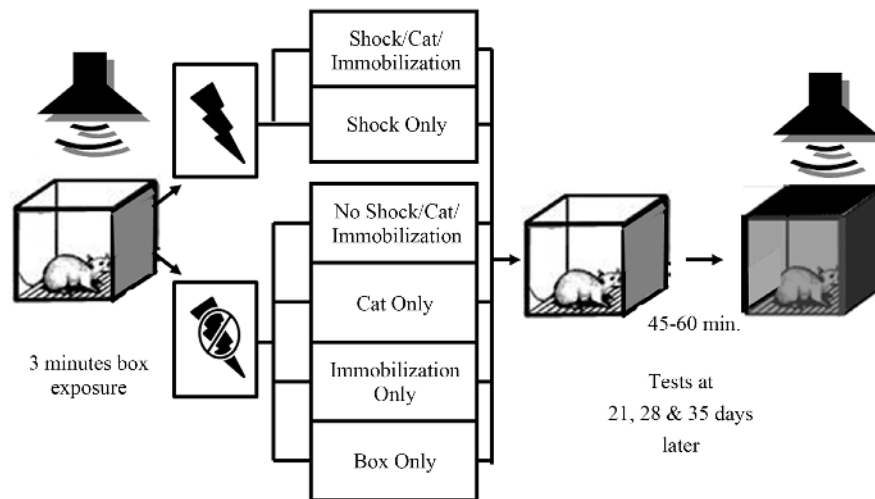 3 minutes box
exposure
Shock/Cat/
Immobilization
Shock Only
No Shock/Cat/
Immobilization
Cat Only
Immobilization
Only
Box Only
45-60 min.
Tests at
21, 28 & 35 days
later